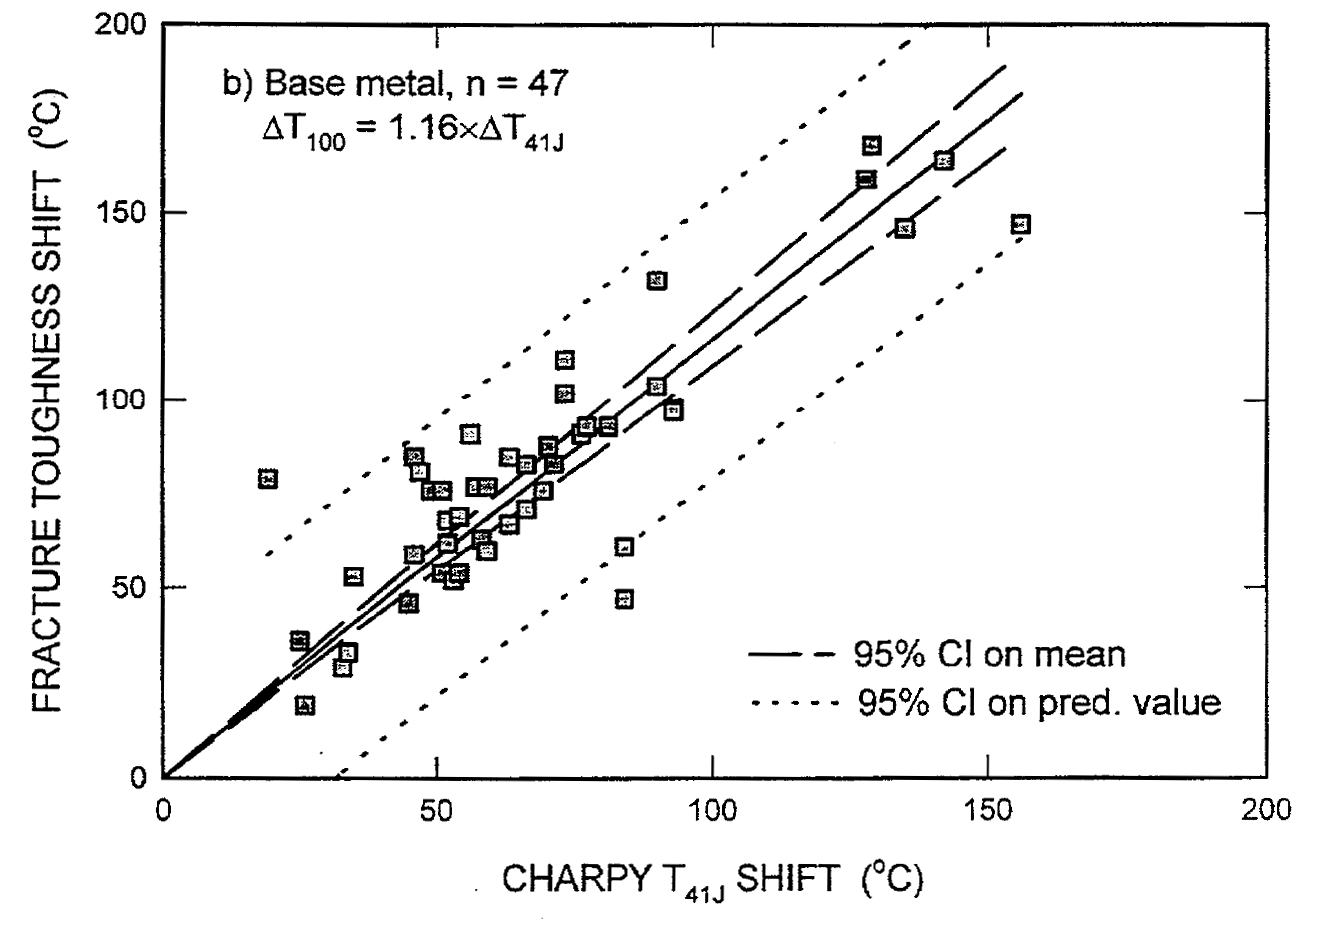 200
150
100
50
0
FRACTURE TOUGHNESS SHIFT (°C)
b) Base metal, n = 47
ΔT100 = 1.16×ΔT41J
95% CI on mean
95% CI on pred. value
0 50 100 150 200
CHARPY T41J SHIFT (°C)